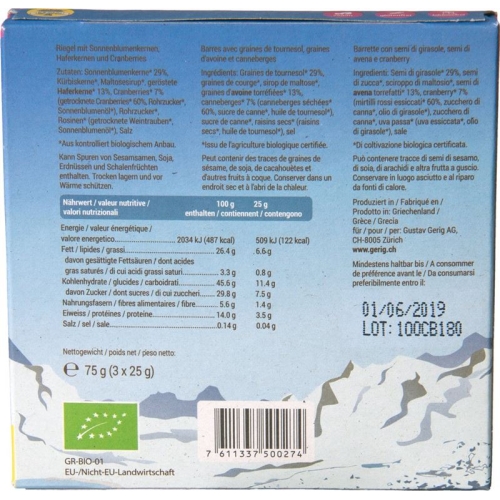 Riegel mit Sonnenblumenkernen,
Haferkernen und Cranberries
Zutaten: Sonnenblumenkerne* 29%,
Kürbiskerne*, Maltosesirup*, geröstete
Haferkerne* 13%, Cranberries* 7%
(getrocknete Cranberries* 60%, Rohzucker*,
Sonnenblumenöl*), Rohrzucker*,
Rosinen* (getrocknete Weintrauben*,
Sonnenblumenöl*), Salz
*Aus kontrolliert biologischem Anbau.
Kann Spuren von Sesamsamen, Soja,
Erdnüssen und Schalenfrüchten
enthalten. Trocken lagern und vor
Wärme schützen.
Barres avec graines de tournesol, graines
d'avoine et canneberges
Ingrédients: Graines de tournesol* 29%,
graines de courge*, sirop de maltose*,
graines d'avoine torréfiées* 13%,
canneberges* 7% (canneberges séchées*
60%, sucre de canne*, huile de tournesol*),
sucre de canne*, raisins secs* (raisins
secs*, huile de tournesol*), sel
*Issu de l'agriculture biologique certifiée.
Peut contenir des traces de graines
de sésame, de soja, de cacahouètes et
d'autres fruits à coque. Conserver dans un
endroit sec et à l'abri de la chaleur.
Barrette con semi di girasole, semi
di avena e cranberry
Ingredienti: Semi di girasole* 29%, semi
di zucca*, sciroppo di maltosio*, semi di
avena torrefatti* 13%, cranberry* 7%
(mirtilli rossi essiccati* 60%, zucchero di
canna*, olio di girasole*), zucchero di
canna*, uva passa* (uva essiccata*, olio di
girasole*), sale
*Di coltivazione biologica certificata.
Può contenere tracce di semi di sesamo,
di soia, di arachidi e altra frutta a guscio.
Conservare in luogo asciutto e al riparo
da fonti di calore.
Nährwert / valeur nutritive /
valori nutrizionali
100 g 25 g
enthalten / contiennent / contengono
Energie / valeur énergétique /
valore energetico 2034 kJ (487 kcal) 509 kJ (122 kcal)
Fett / lipides / grassi 26.4 g 6.6 g
davon gesättigte Fettsäuren / dont acides
gras saturés / di cui acidi grassi saturi 3.3 g 0.8 g
Kohlenhydrate / glucides / carboidrati 45.6 g 11.4 g
davon Zucker / dont sucres / di cui zuccheri 29.8 g 7.5 g
Nahrungsfasern / fibres alimentaires / fibre 5.6 g 1.4 g
Eiweiss / protéines / proteine 14.0 g 3.5 g
Salz / sel / sale 0.14 g 0.04 g
Produziert in / Fabriqué en /
Prodotto in: Griechenland /
Grèce / Grecia
für / pour / per: Gustav Gerig AG,
CH-8005 Zürich
www.gerig.ch
Mindestens haltbar bis / A consommer
de préférence avant le / Da consumarsi
preferibilmente entro il:
01/06/2019
LOT: 100CB180
Nettogewicht / poids net / peso netto:
℮ 75 g (3 x 25 g)
GR-BIO-01
EU-/Nicht-EU-Landwirtschaft
7 611337 500274